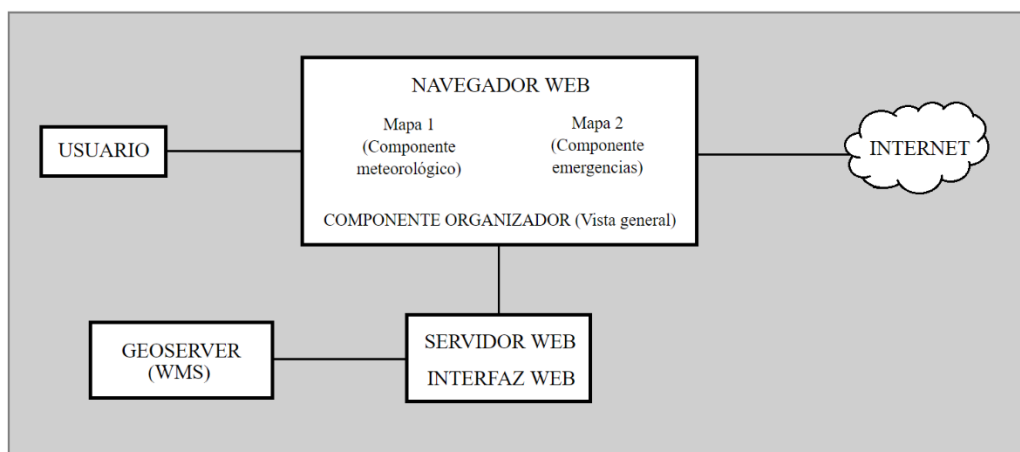 NAVEGADOR WEB
Mapa 1
(Componente
meteorológico)
Mapa 2
(Componente
emergencias)
COMPONENTE ORGANIZADOR (Vista general)
USUARIO
INTERNET
GEOSERVER
(WMS)
SERVIDOR WEB
INTERFAZ WEB